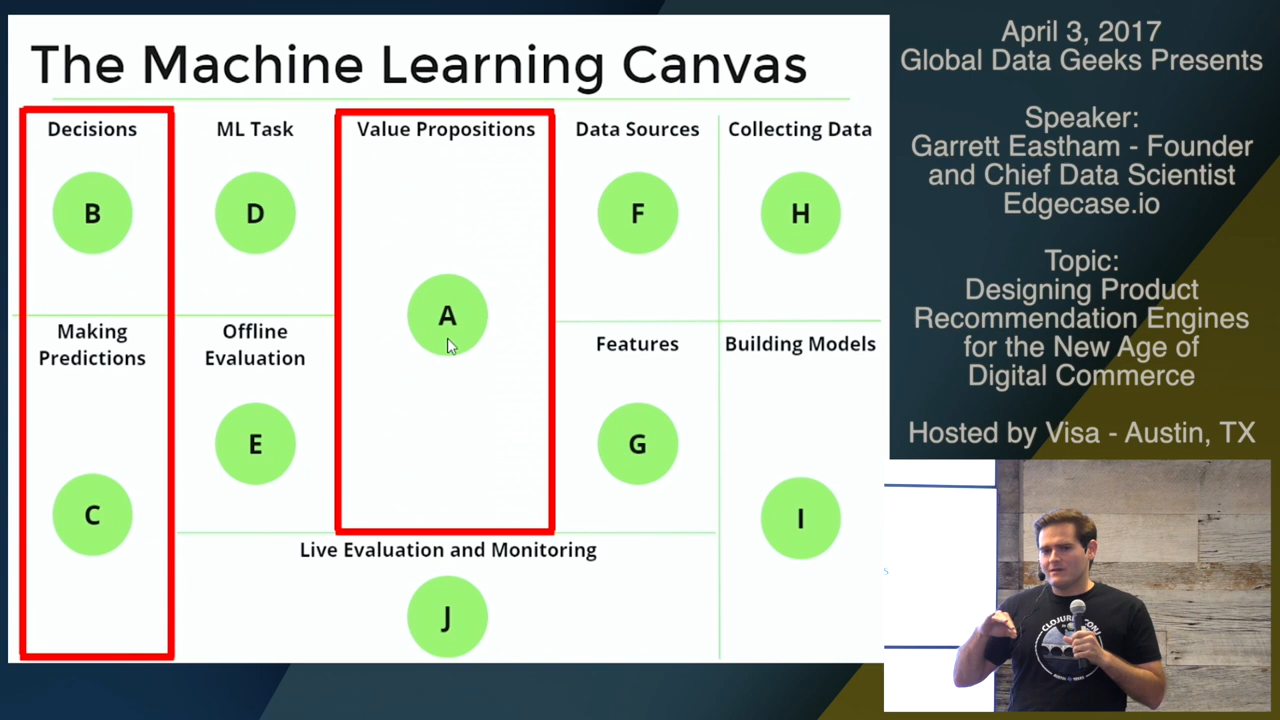 The Machine Learning Canvas
Decisions
B
ML Task
D
Value Propositions
A
Data Sources
F
Collecting Data
H
Making
Predictions
C
Offline
Evaluation
E
Features
G
Building Models
I
Live Evaluation and Monitoring
J
April 3, 2017
Global Data Geeks Presents
Speaker:
Garrett Eastham - Founder
and Chief Data Scientist
Edgecase.io
Topic:
Designing Product
Recommendation Engines
for the New Age of
Digital Commerce
Hosted by Visa - Austin, TX
s